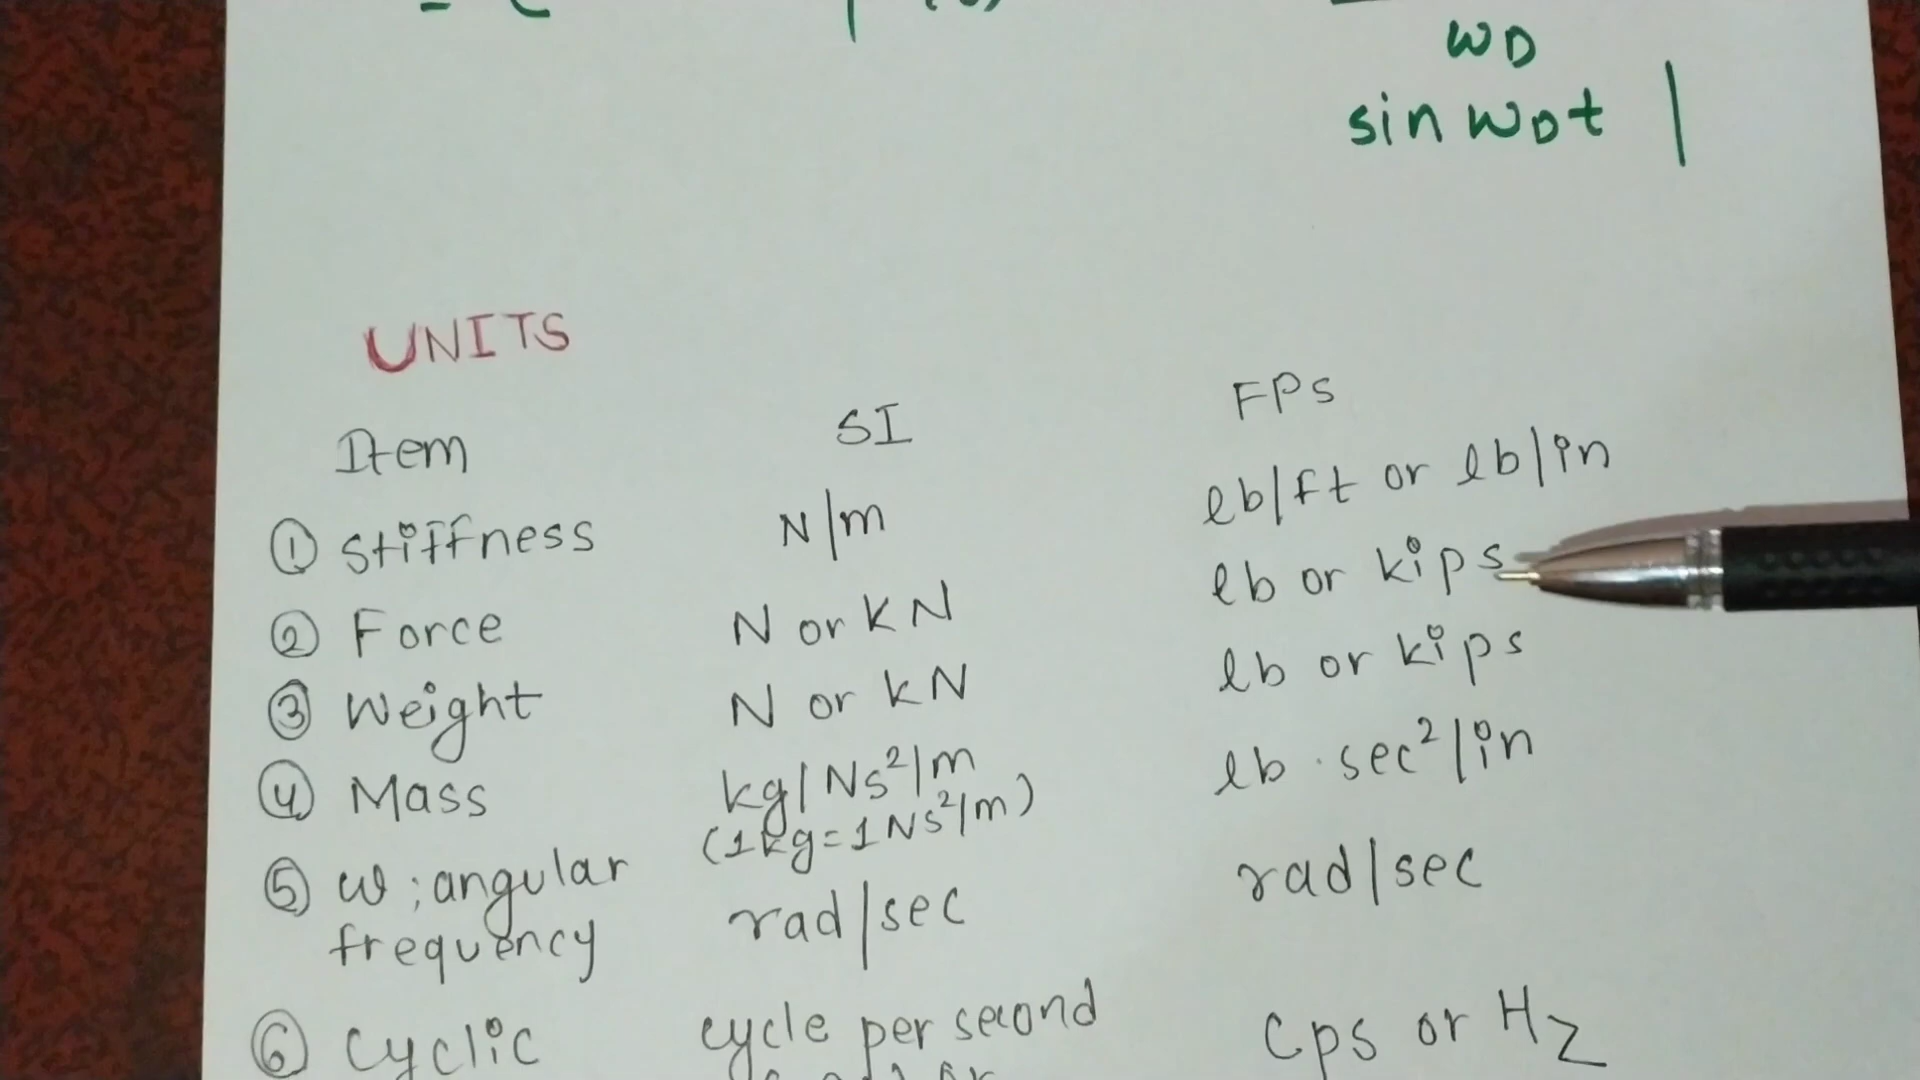 WD
sin WDt |
UNITS
Item SI FPS
① Stiffness N/m lb/ft or lb/in
② Force N or KN lb or kips
③ Weight N or kN lb or kips
④ Mass kg/Ns²/m lb·sec²/in
(1kg=1Ns²/m)
⑤ ω;angular rad/sec rad/sec
frequency
⑥ Cyclic cycle per second Cps or Hz